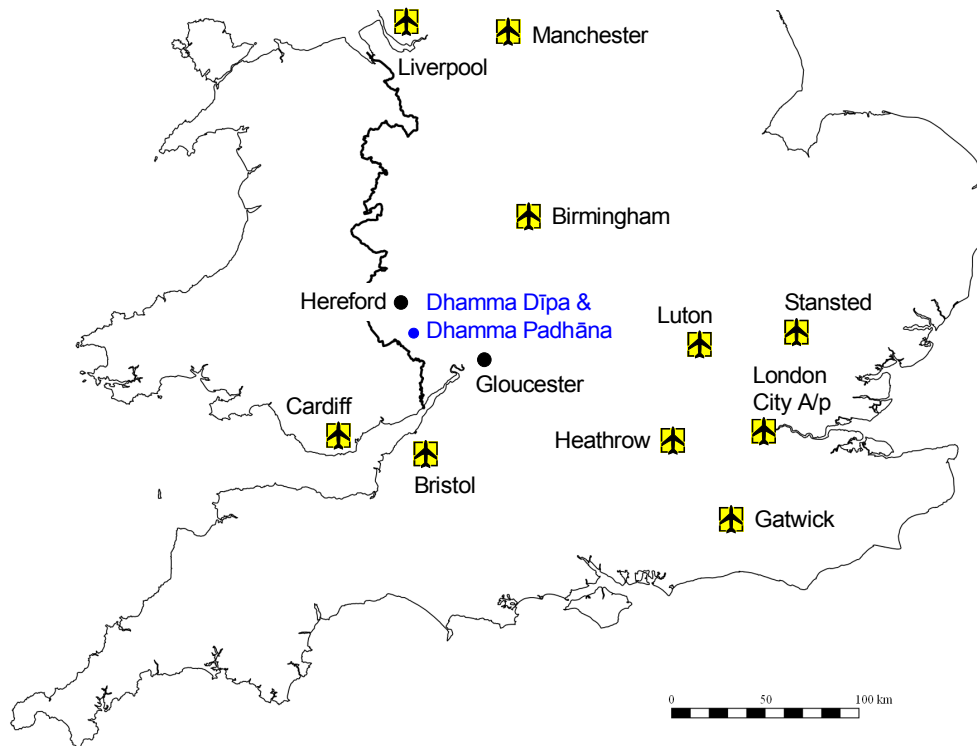 Liverpool
Manchester
Birmingham
Hereford
Dhamma Dīpa &
Dhamma Padhāna
Gloucester
Luton
Stansted
London
City A/p
Cardiff
Heathrow
Bristol
Gatwick
0 50 100 km